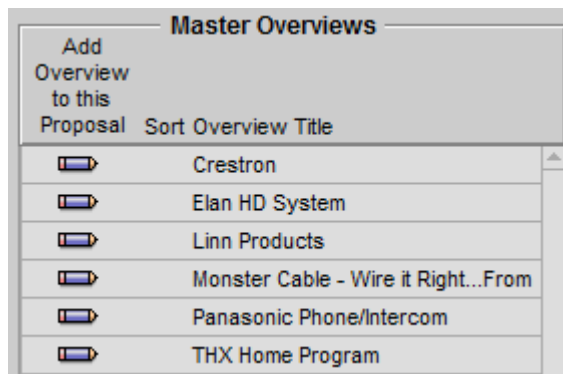 Master Overviews
Add
Overview
to this
Proposal Sort Overview Title
Crestron
Elan HD System
Linn Products
Monster Cable - Wire it Right...From
Panasonic Phone/Intercom
THX Home Program